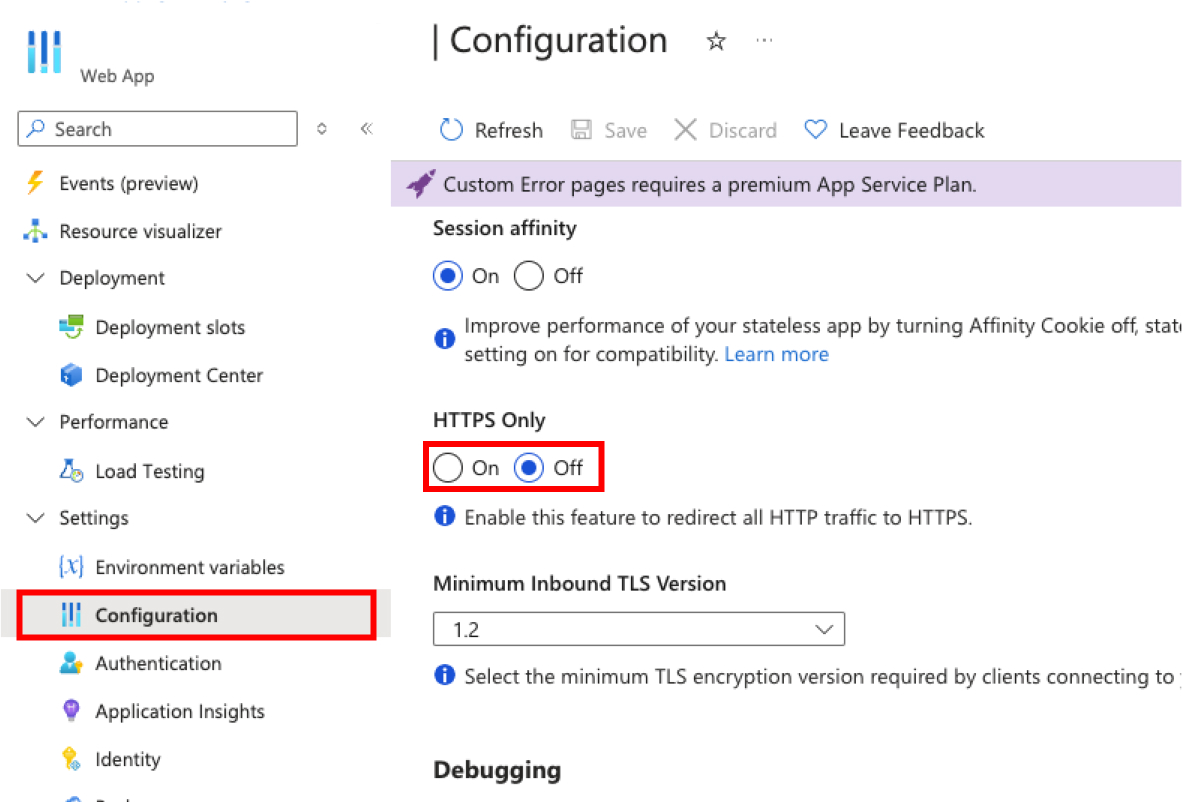 | Configuration
Web App
Search
Refresh Save Discard Leave Feedback
Custom Error pages requires a premium App Service Plan.
Events (preview)
Resource visualizer
Deployment
Deployment slots
Deployment Center
Performance
Load Testing
Settings
Environment variables
Configuration
Authentication
Application Insights
Identity
Session affinity
On Off
Improve performance of your stateless app by turning Affinity Cookie off,
setting on for compatibility. Learn more
HTTPS Only
On Off
Enable this feature to redirect all HTTP traffic to HTTPS.
Minimum Inbound TLS Version
1.2
Select the minimum TLS encryption version required by clients connecting to
Debugging